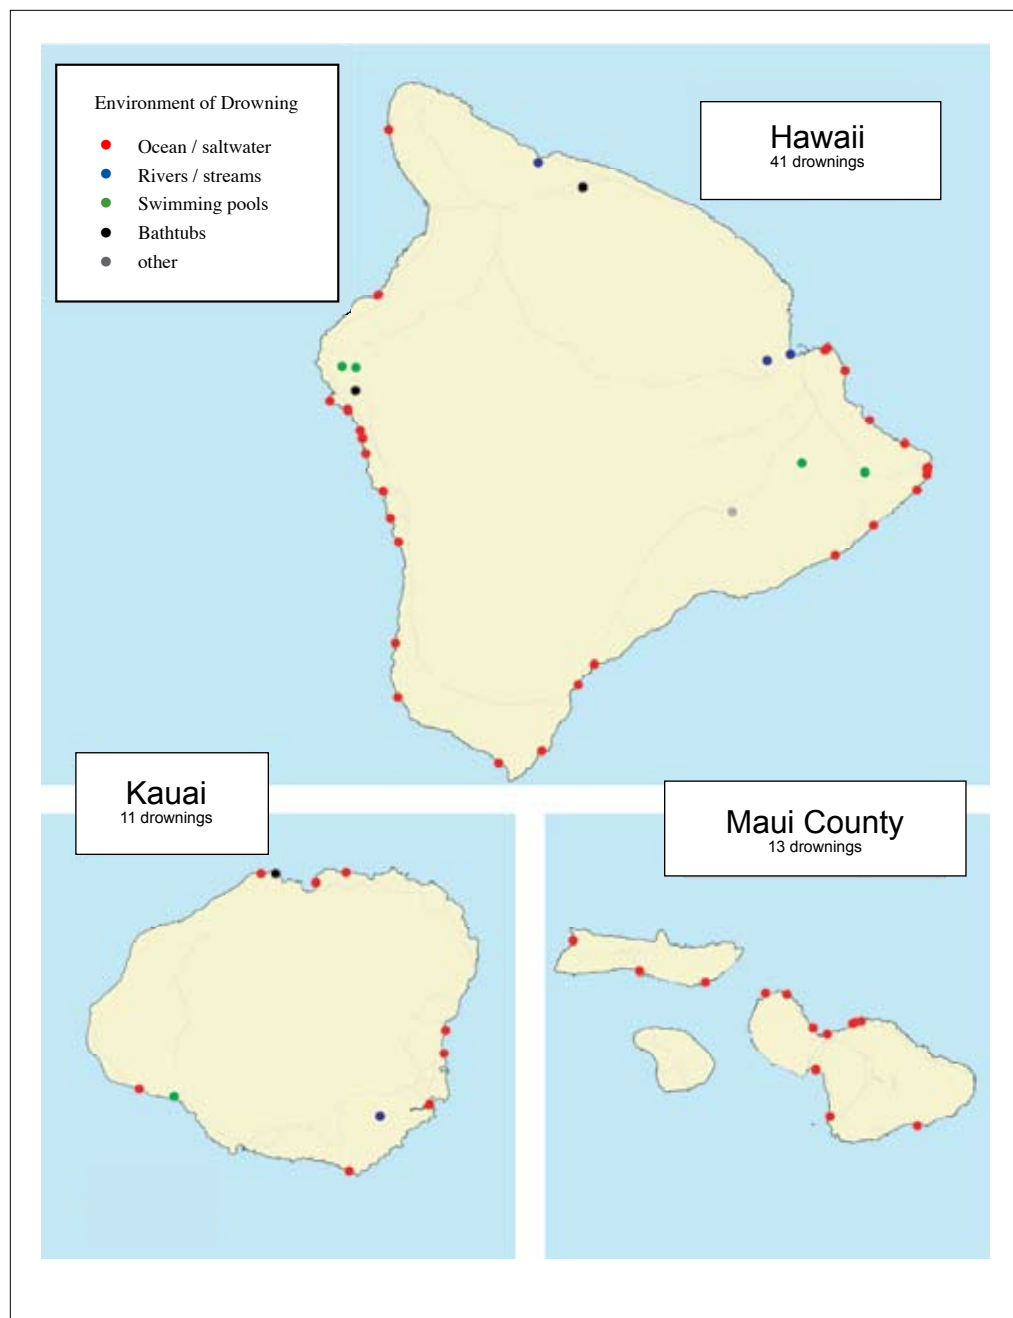 Environment of Drowning
Ocean / saltwater
Rivers / streams
Swimming pools
Bathtubs
other
Hawaii
41 drownings
Kauai
11 drownings
Maui County
13 drownings